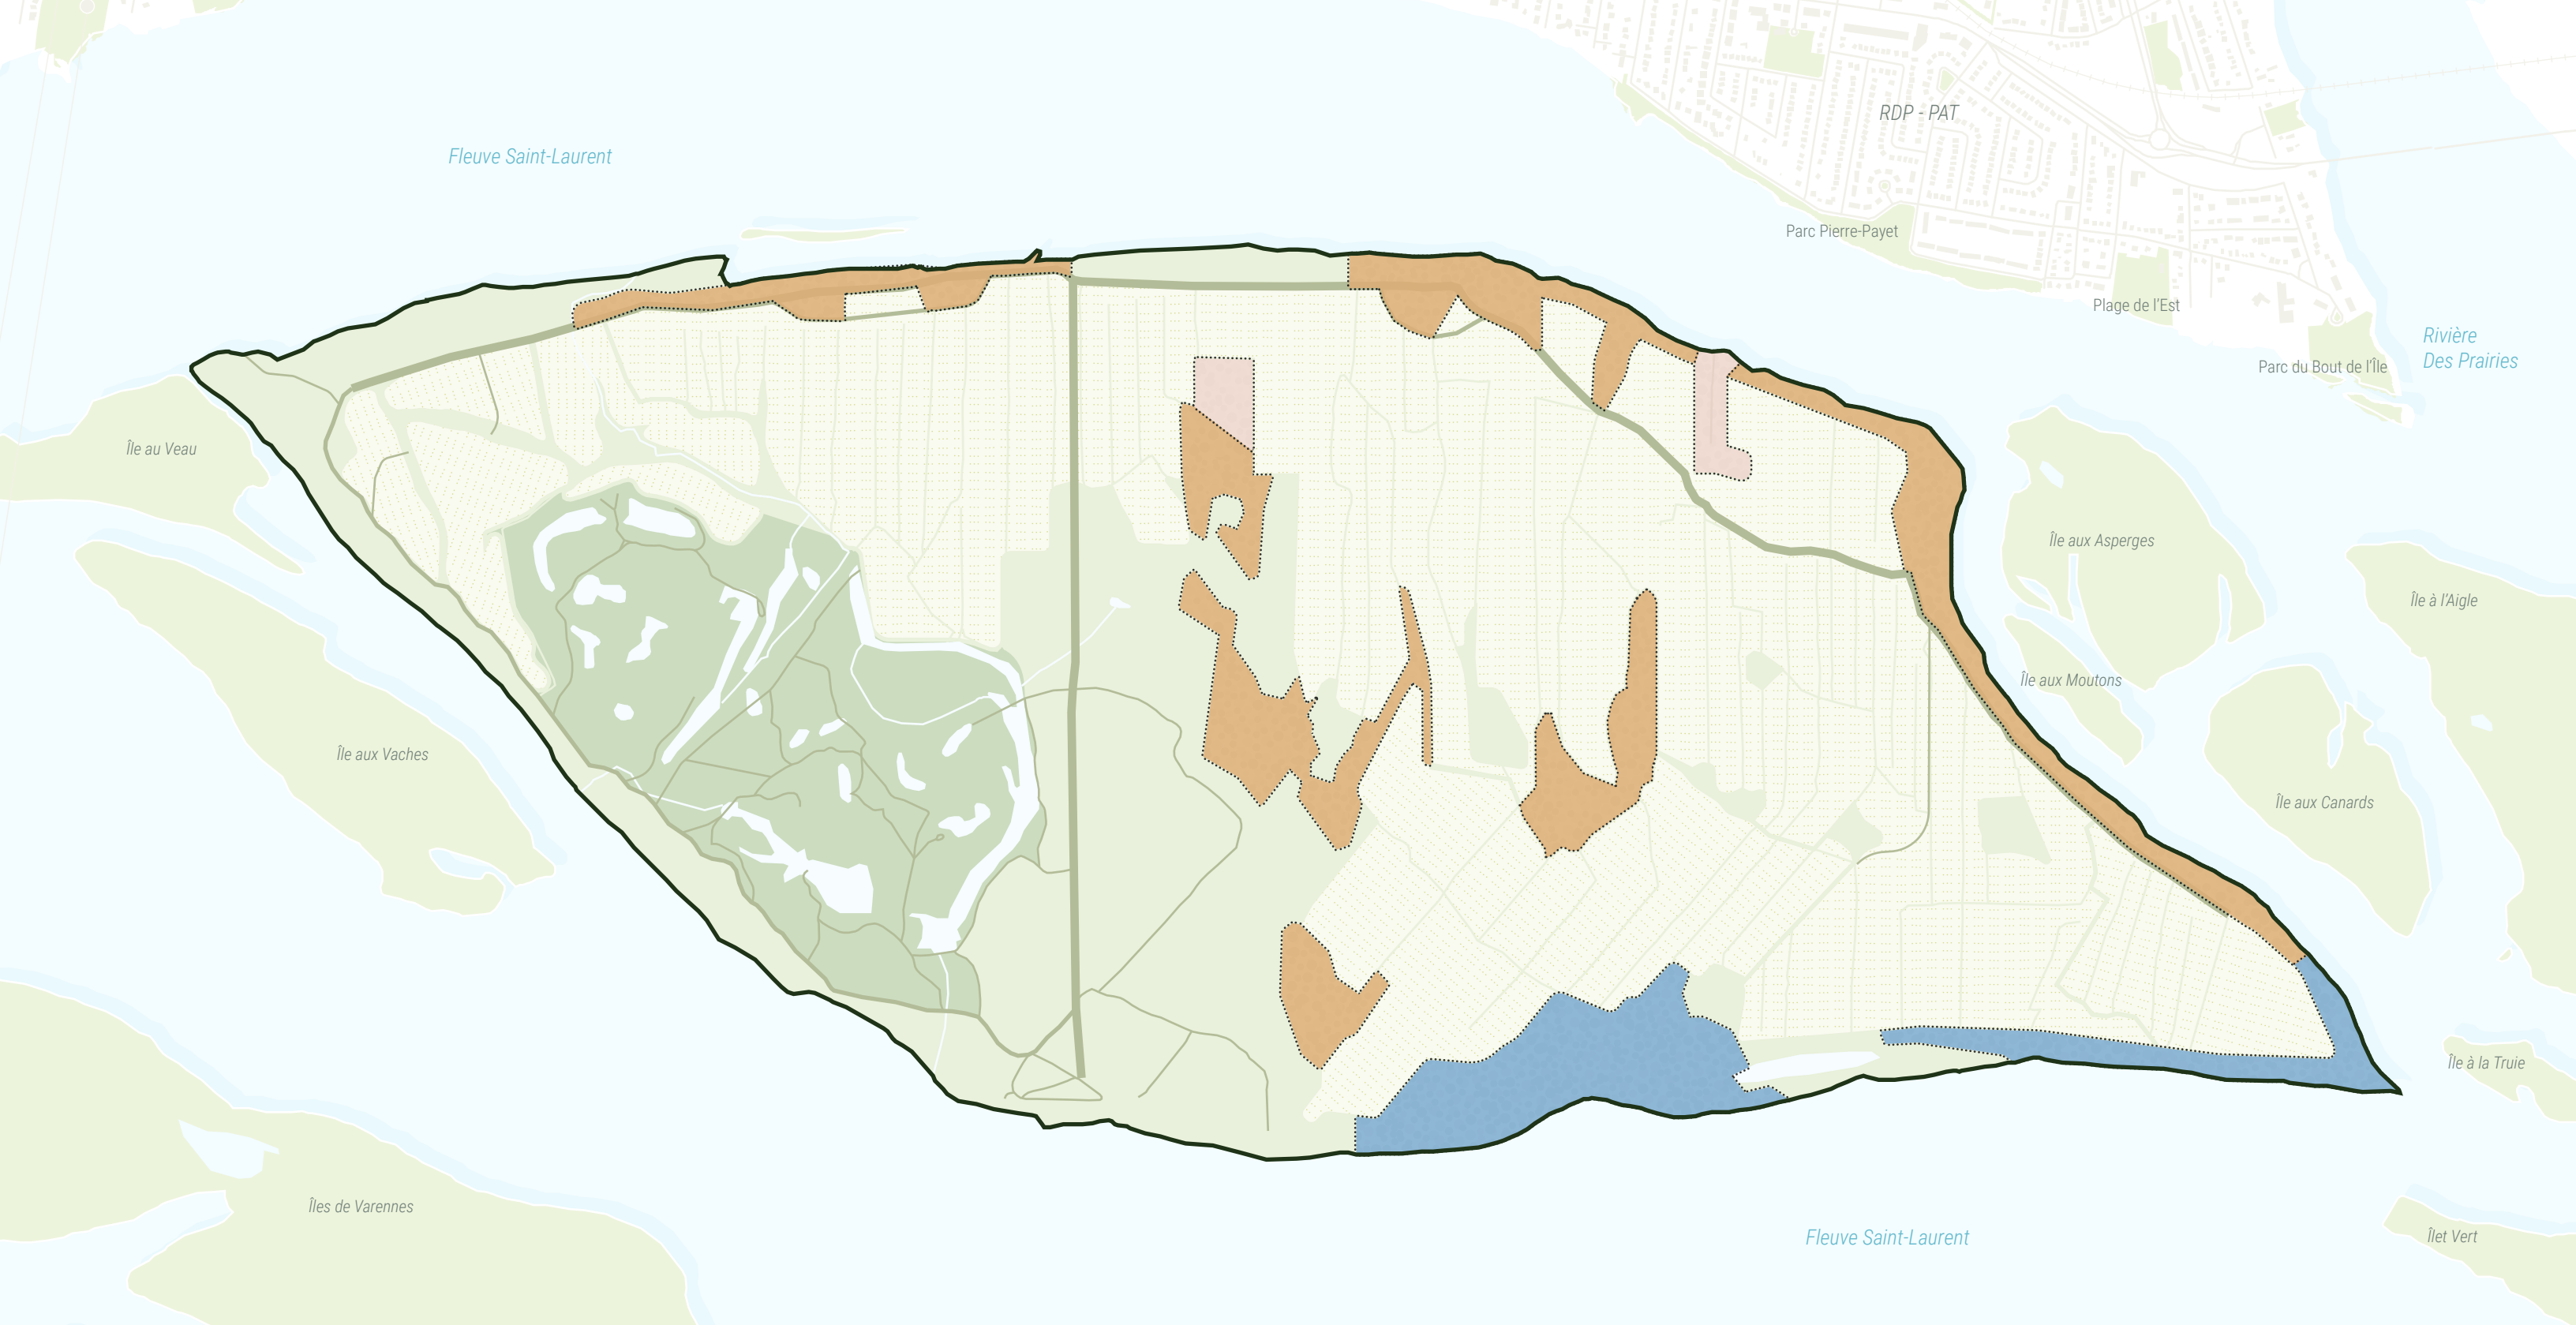 RDP - PAT
Fleuve Saint-Laurent
Parc Pierre-Payet
Plage de l'Est
Rivière
Des Prairies
Parc du Bout de l'Île
Île au Veau
Île aux Asperges
Île à l'Aigle
Île aux Moutons
Île aux Vaches
Île aux Canards
Île à la Truie
Îles de Varennes
Fleuve Saint-Laurent
Îlet Vert